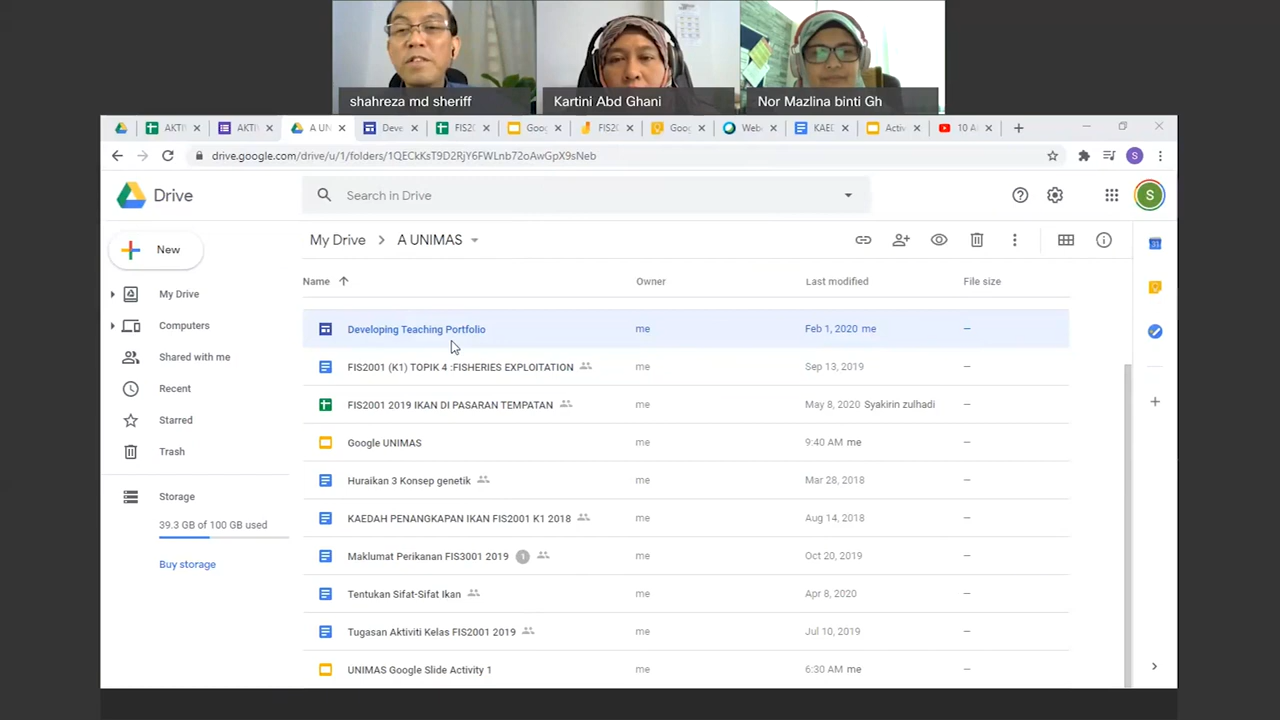 shahreza md sheriff
Kartini Abd Ghani
Nor Mazlina binti Gh
AKTI
AKTI
A UN
Deve
FIS2
Goog
FIS2
Goog
Web
KAE
Activ
10 A
drive.google.com/drive/u/1/folders/1QECkKsT9D2RjY6FWLnb72oAwGpX9sNeb
S
Drive
Search in Drive
S
New
My Drive
A UNIMAS
31
Name
Owner
Last modified
File size
My Drive
Computers
Shared with me
Recent
Starred
Trash
Storage
39.3 GB of 100 GB used
Buy storage
Developing Teaching Portfolio me Feb 1, 2020 me –
FIS2001 (K1) TOPIK 4 :FISHERIES EXPLOITATION me Sep 13, 2019 –
FIS2001 2019 IKAN DI PASARAN TEMPATAN me May 8, 2020 Syakirin zulhadi –
Google UNIMAS me 9:40 AM me –
Huraikan 3 Konsep genetik me Mar 28, 2018 –
KAEDAH PENANGKAPAN IKAN FIS2001 K1 2018 me Aug 14, 2018 –
Maklumat Perikanan FIS3001 2019 1 me Oct 20, 2019 –
Tentukan Sifat-Sifat Ikan me Apr 8, 2020 –
Tugasan Aktiviti Kelas FIS2001 2019 me Jul 10, 2019 –
UNIMAS Google Slide Activity 1 me 6:30 AM me –